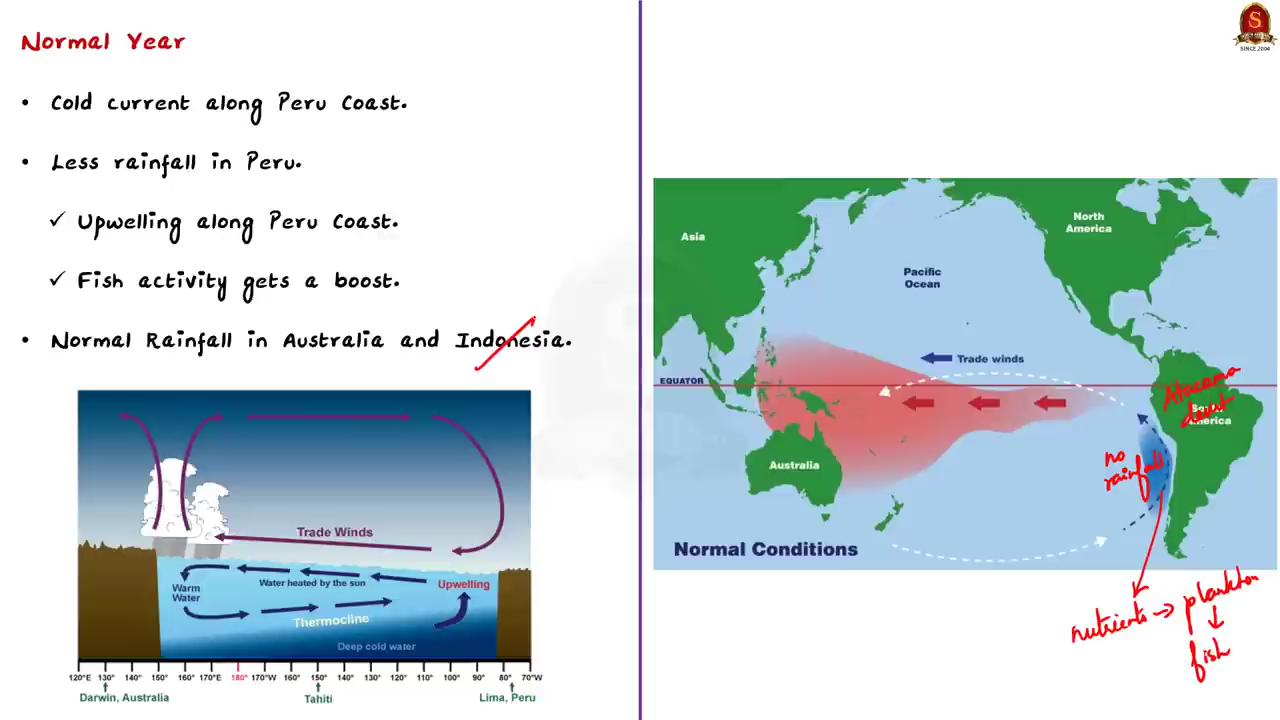 Normal Year
• Cold current along Peru Coast.
• Less rainfall in Peru.
✓ Upwelling along Peru Coast.
✓ Fish activity gets a boost.
• Normal Rainfall in Australia and Indonesia.
Trade Winds
Water heated by the sun
Upwelling
Warm
Water
Thermocline
Deep cold water
120°E 130° 140° 150° 160° 170°E 180° 170°W 160° 150° 140° 130° 120° 110° 100° 90° 80° 70°W
Darwin, Australia
Tahiti
Lima, Peru
S
SINCE 2004
Asia
North
America
Pacific
Ocean
Trade winds
EQUATOR
Atacama
America
Australia
no
rainfall
Normal Conditions
nutrients → plankton
↓
fish